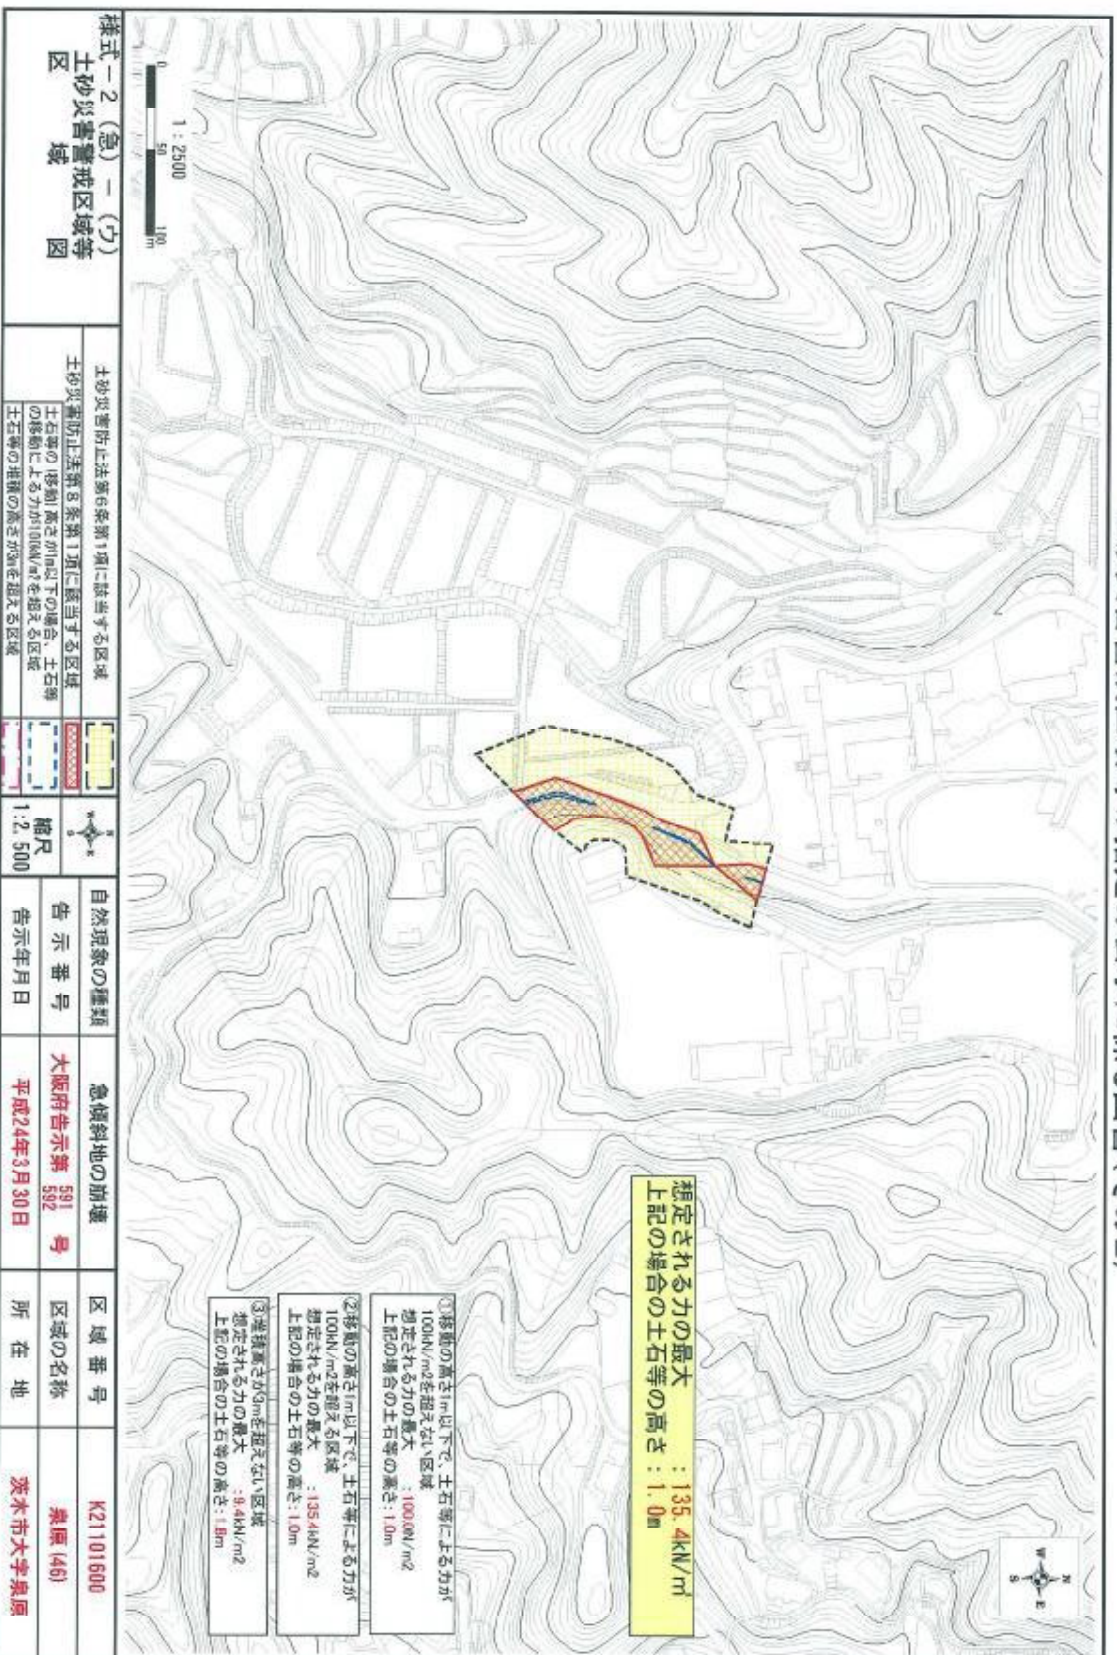 様式－2（急）－（ウ）
土砂災害警戒区域等
区域図
0 50 100m
1：2500
土砂災害防止法第6条第1項に該当する区域
土砂災害防止法第8条第1項に該当する区域
土石等の(移動)高さが1m以下の場合、土石等
の移動による力が100kN/㎡を超える区域
土石等の堆積の高さが3mを超える区域
N
W E
S
縮尺
1:2,500
自然現象の種類 急傾斜地の崩壊
告示番号 大阪府告示第 591 592 号
告示年月日 平成24年3月30日
区域番号 K21101600
区域の名称 泉原(46)
所在地 茨木市大字泉原
想定される力の最大 ：135.4kN/㎡
上記の場合の土石等の高さ：1.0m
①移動の高さ1m以下で、土石等による力が
100kN/m2を超えない区域
想定される力の最大 ：100.0kN/m2
上記の場合の土石等の高さ：1.0m
②移動の高さ1m以下で、土石等による力が
100kN/m2を超える区域
想定される力の最大 ：135.4kN/m2
上記の場合の土石等の高さ：1.0m
③堆積高さが3mを超えない区域
想定される力の最大 ：9.4kN/m2
上記の場合の土石等の高さ：1.8m
N
W E
S